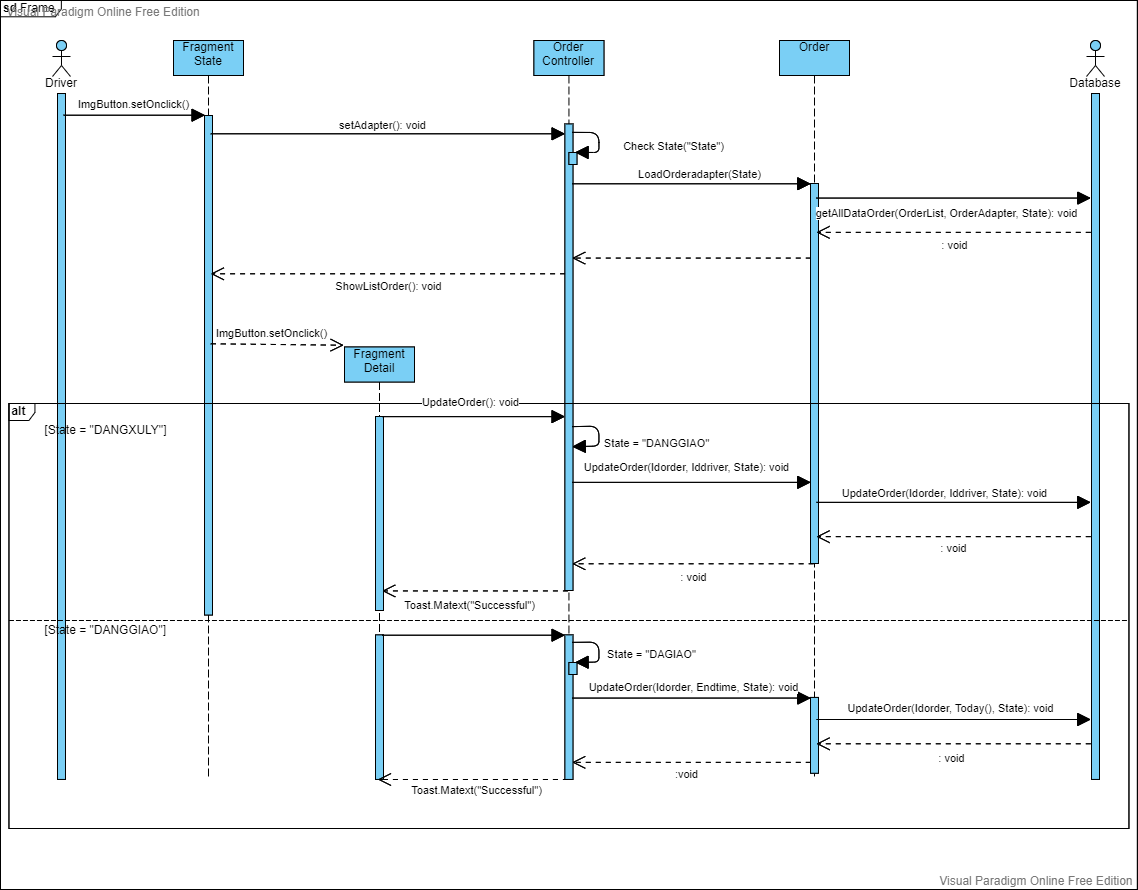 sd Frame
Visual Paradigm Online Free Edition
Driver
Fragment
State
Order
Controller
Order
Database
ImgButton.setOnclick()
setAdapter(): void
Check State("State")
LoadOrderadapter(State)
getAllDataOrder(OrderList, OrderAdapter, State): void
: void
ShowListOrder(): void
ImgButton.setOnclick()
Fragment
Detail
alt
UpdateOrder(): void
[State = "DANGXULY"]
State = "DANGGIAO"
UpdateOrder(Idorder, Iddriver, State): void
UpdateOrder(Idorder, Iddriver, State): void
: void
: void
Toast.Matext("Successful")
[State = "DANGGIAO"]
State = "DAGIAO"
UpdateOrder(Idorder, Endtime, State): void
UpdateOrder(Idorder, Today(), State): void
: void
:void
Toast.Matext("Successful")
Visual Paradigm Online Free Edition